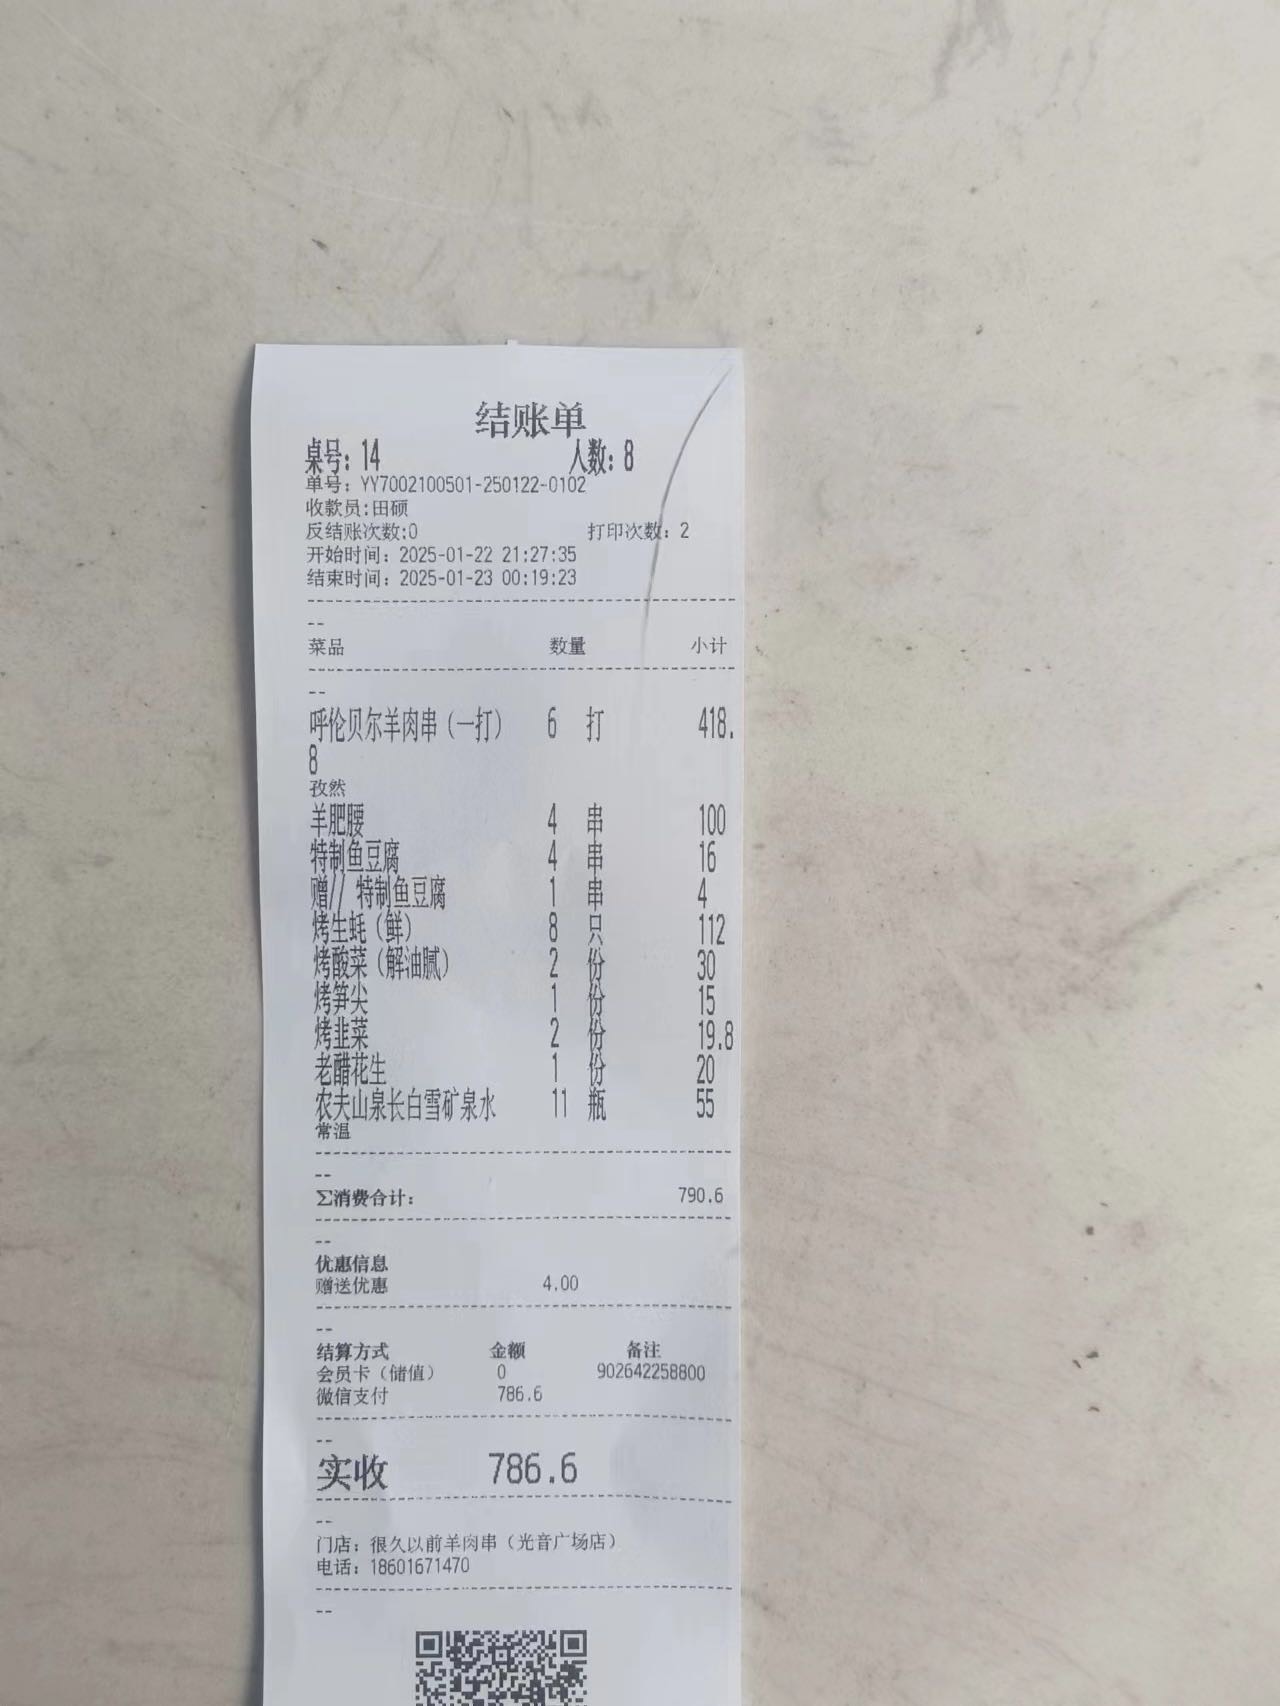 结账单
桌号：14 人数：8
单号：YY7002100501-250122-0102
收款员:田硕
反结账次数:0 打印次数：2
开始时间：2025-01-22 21:27:35
结束时间：2025-01-23 00:19:23
--
菜品 数量 小计
--
呼伦贝尔羊肉串（一打） 6 打 418.
8
孜然
羊肥腰 4 串 100
特制鱼豆腐 4 串 16
赠// 特制鱼豆腐 1 串 4
烤生蚝（鲜） 8 只 112
烤酸菜（解油腻） 2 份 30
烤笋尖 1 份 15
烤韭菜 2 份 19.8
老醋花生 1 份 20
农夫山泉长白雪矿泉水 11 瓶 55
常温
--
∑消费合计： 790.6
--
优惠信息
赠送优惠 4.00
--
结算方式 金额 备注
会员卡（储值） 0 902642258800
微信支付 786.6
--
实收 786.6
--
门店：很久以前羊肉串（光音广场店）
电话：18601671470
--